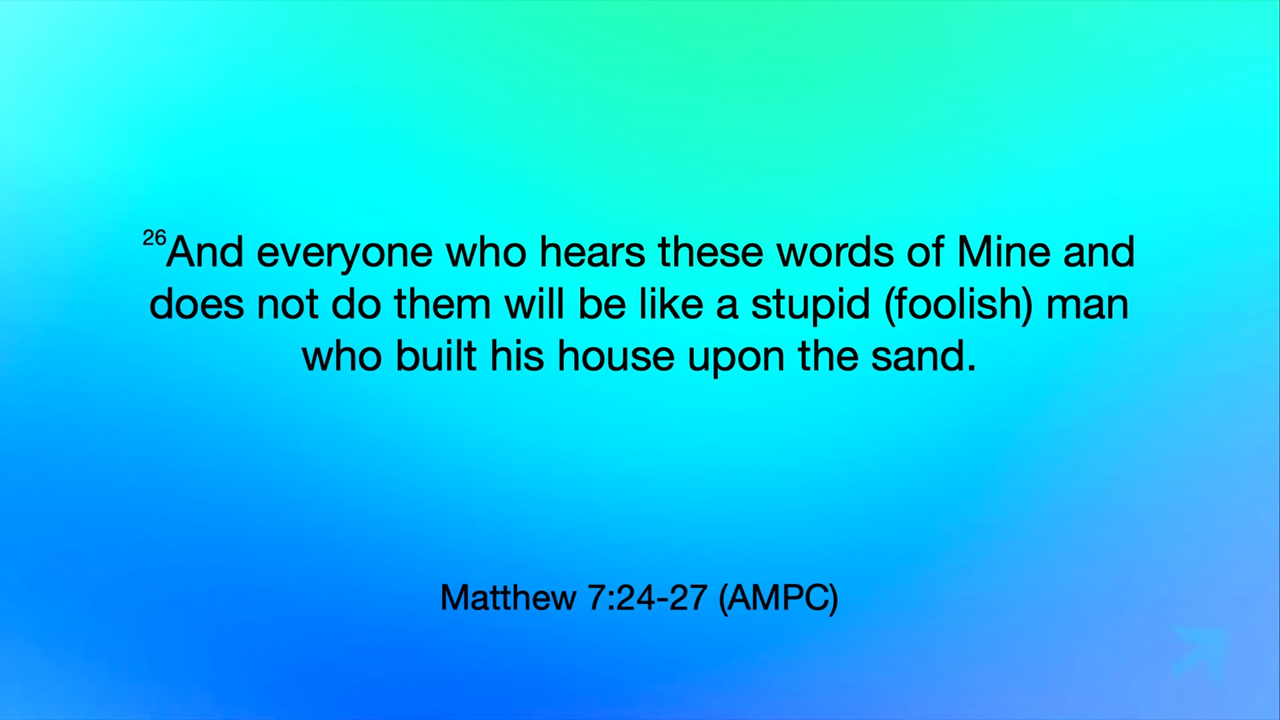 26And everyone who hears these words of Mine and
does not do them will be like a stupid (foolish) man
who built his house upon the sand.
Matthew 7:24-27 (AMPC)